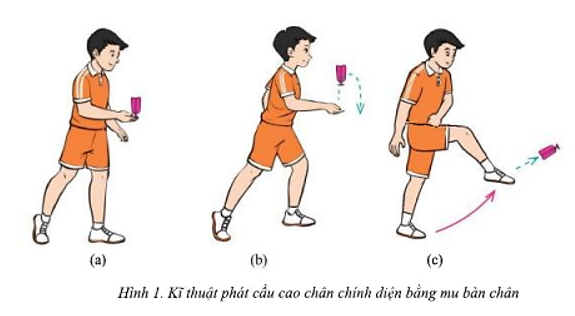 (a) (b) (c)
Hình 1. Kĩ thuật phát cầu cao chân chính diện bằng mu bàn chân